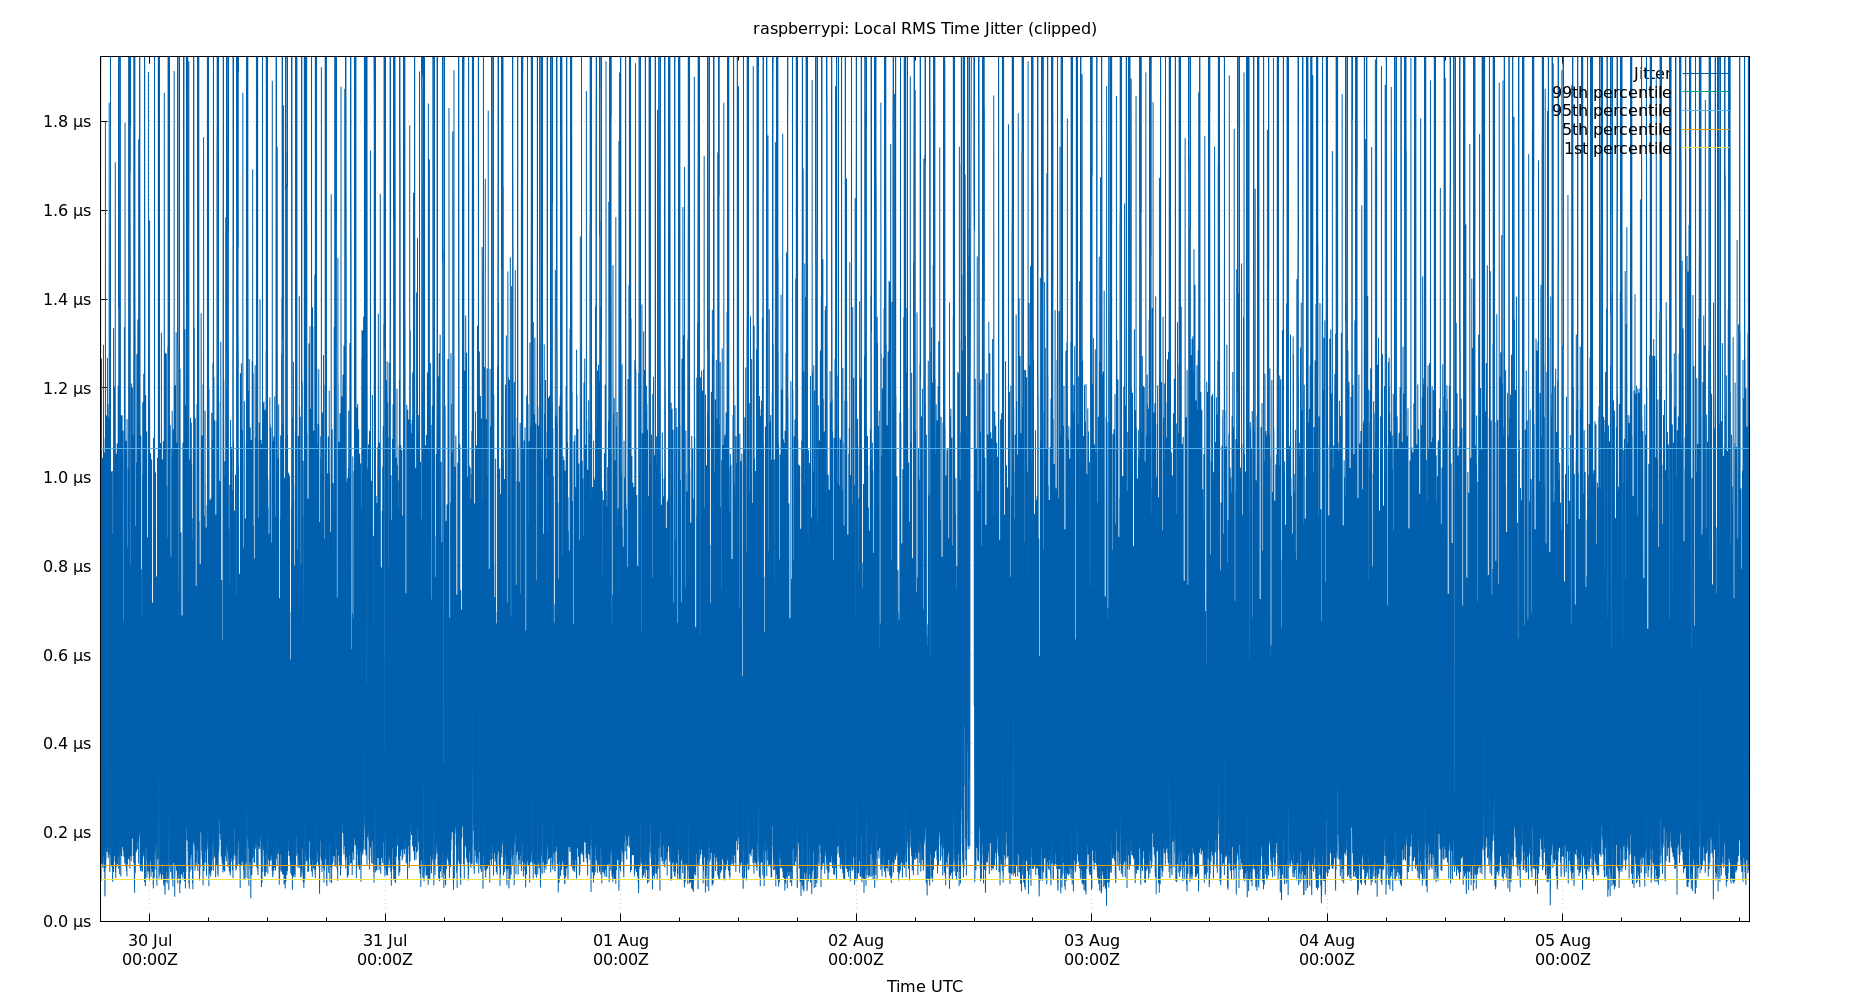 raspberrypi: Local RMS Time Jitter (clipped)
Jitter
99th percentile
95th percentile
5th percentile
1st percentile
1.8 µs
1.6 µs
1.4 µs
1.2 µs
1.0 µs
0.8 µs
0.6 µs
0.4 µs
0.2 µs
0.0 µs
30 Jul 31 Jul 01 Aug 02 Aug 03 Aug 04 Aug 05 Aug
00:00Z 00:00Z 00:00Z 00:00Z 00:00Z 00:00Z 00:00Z
Time UTC